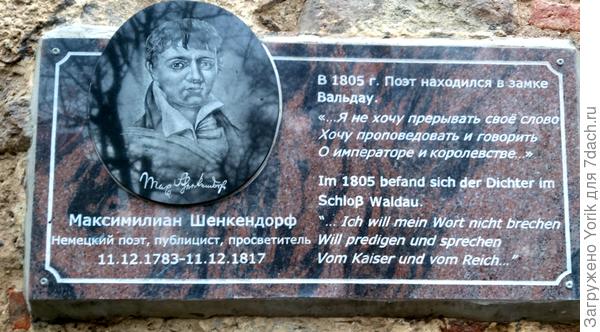 В 1805 г. Поэт находился в замке
Вальдау.
«...Я не хочу прерывать своё слово
Хочу проповедовать и говорить
О императоре и королевстве...»
Im 1805 befand sich der Dichter im
Schloß Waldau.
"... Ich will mein Wort nicht brechen
Will predigen und sprechen
Vom Kaiser und vom Reich..."
Максимилиан Шенкендорф
Немецкий поэт, публицист, просветитель
11.12.1783-11.12.1817
Загружено Yorik для 7dach.ru